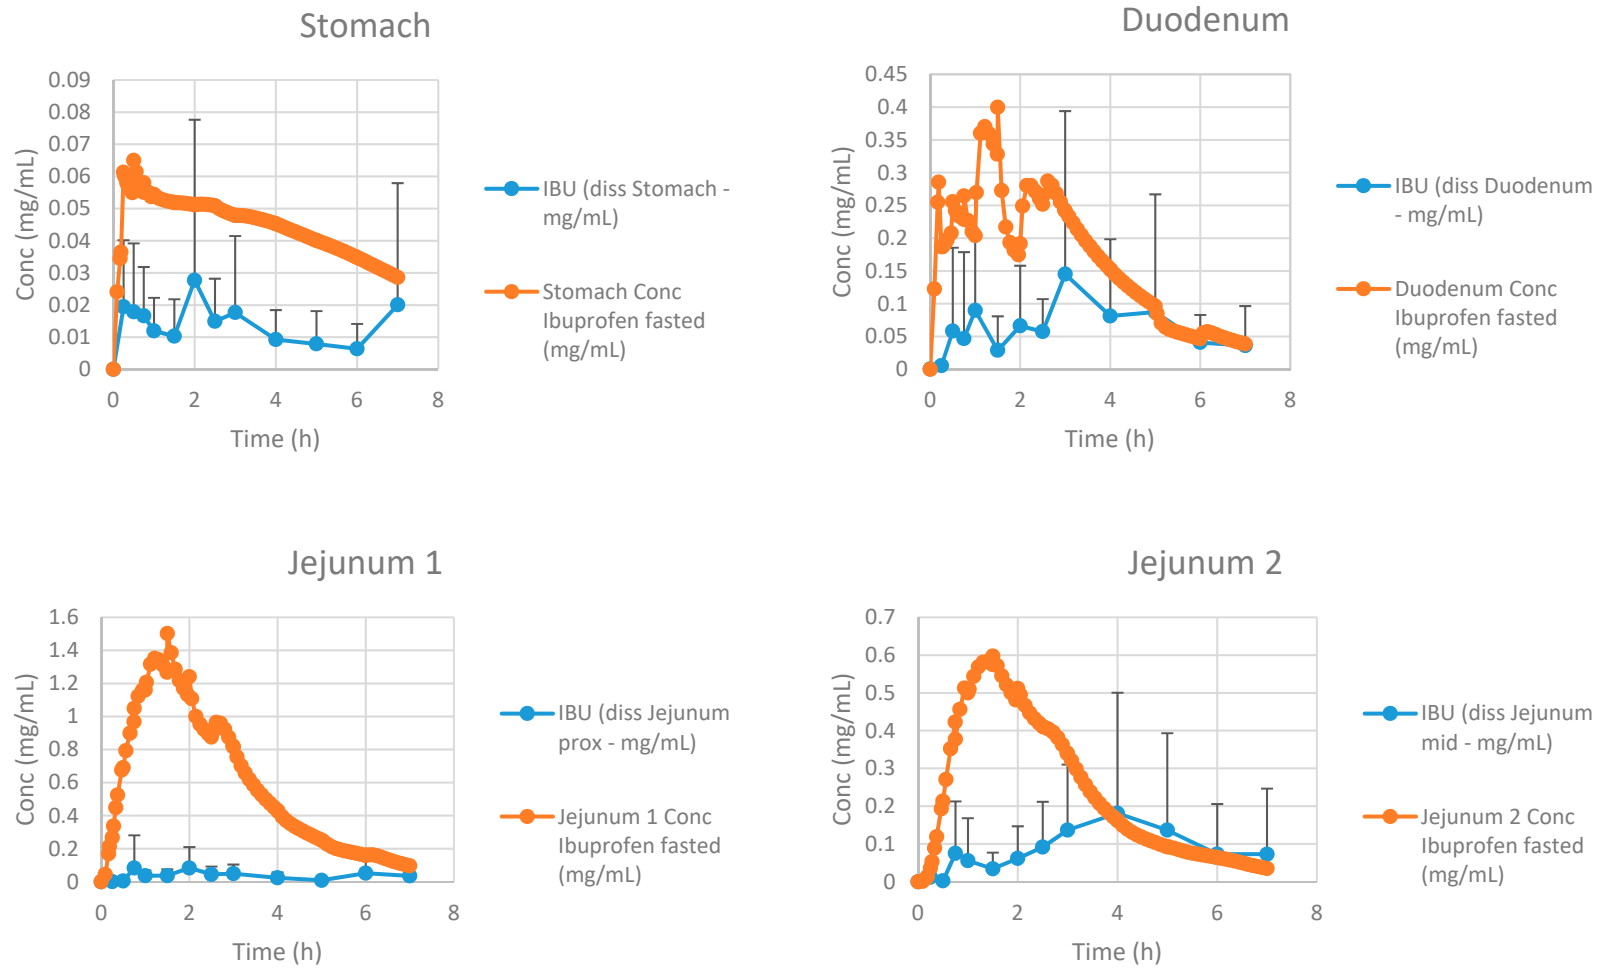 Stomach
0.09
0.08
0.07
0.06
0.05
0.04
0.03
0.02
0.01
0
Conc (mg/mL)
0 2 4 6 8
Time (h)
IBU (diss Stomach -
mg/mL)
Stomach Conc
Ibuprofen fasted
(mg/mL)
Duodenum
0.45
0.4
0.35
0.3
0.25
0.2
0.15
0.1
0.05
0
Conc (mg/mL)
0 2 4 6 8
Time (h)
IBU (diss Duodenum
- mg/mL)
Duodenum Conc
Ibuprofen fasted
(mg/mL)
Jejunum 1
1.6
1.4
1.2
1
0.8
0.6
0.4
0.2
0
Conc (mg/mL)
0 2 4 6 8
Time (h)
IBU (diss Jejunum
prox - mg/mL)
Jejunum 1 Conc
Ibuprofen fasted
(mg/mL)
Jejunum 2
0.7
0.6
0.5
0.4
0.3
0.2
0.1
0
Conc (mg/mL)
0 2 4 6 8
Time (h)
IBU (diss Jejunum
mid - mg/mL)
Jejunum 2 Conc
Ibuprofen fasted
(mg/mL)